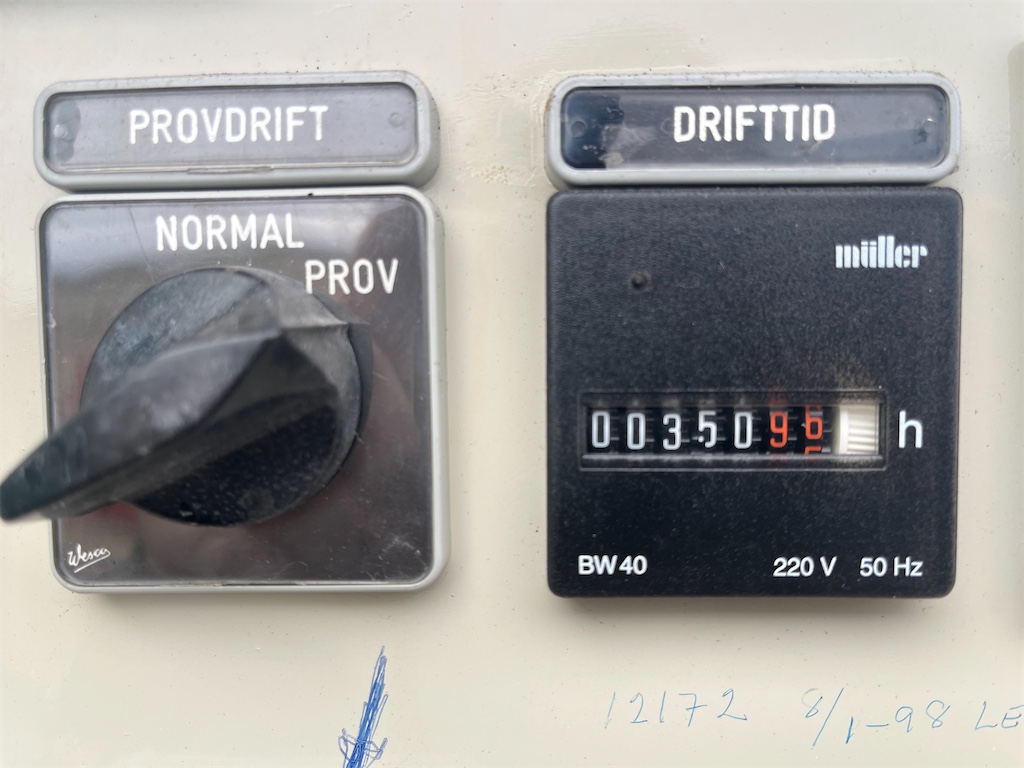 PROVDRIFT
NORMAL
PROV
Wesco
DRIFTTID
müller
0035096 h
BW40 220 V 50 Hz
12172 8/1-98 LE